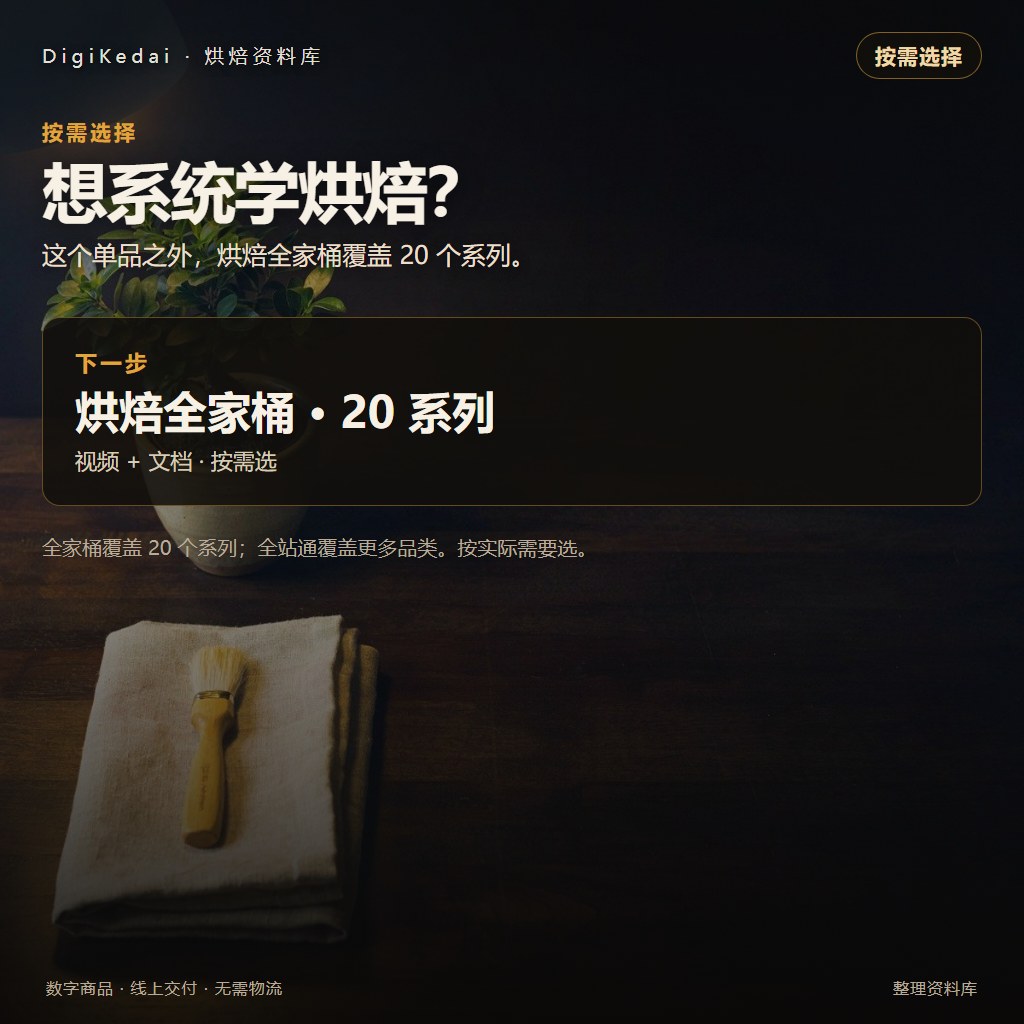 DigiKedai · 烘焙资料库
按需选择
按需选择
想系统学烘焙？
这个单品之外，烘焙全家桶覆盖 20 个系列。
下一步
烘焙全家桶 • 20 系列
视频 + 文档 · 按需选
全家桶覆盖 20 个系列；全站通覆盖更多品类。按实际需要选。
数字商品 · 线上交付 · 无需物流
整理资料库